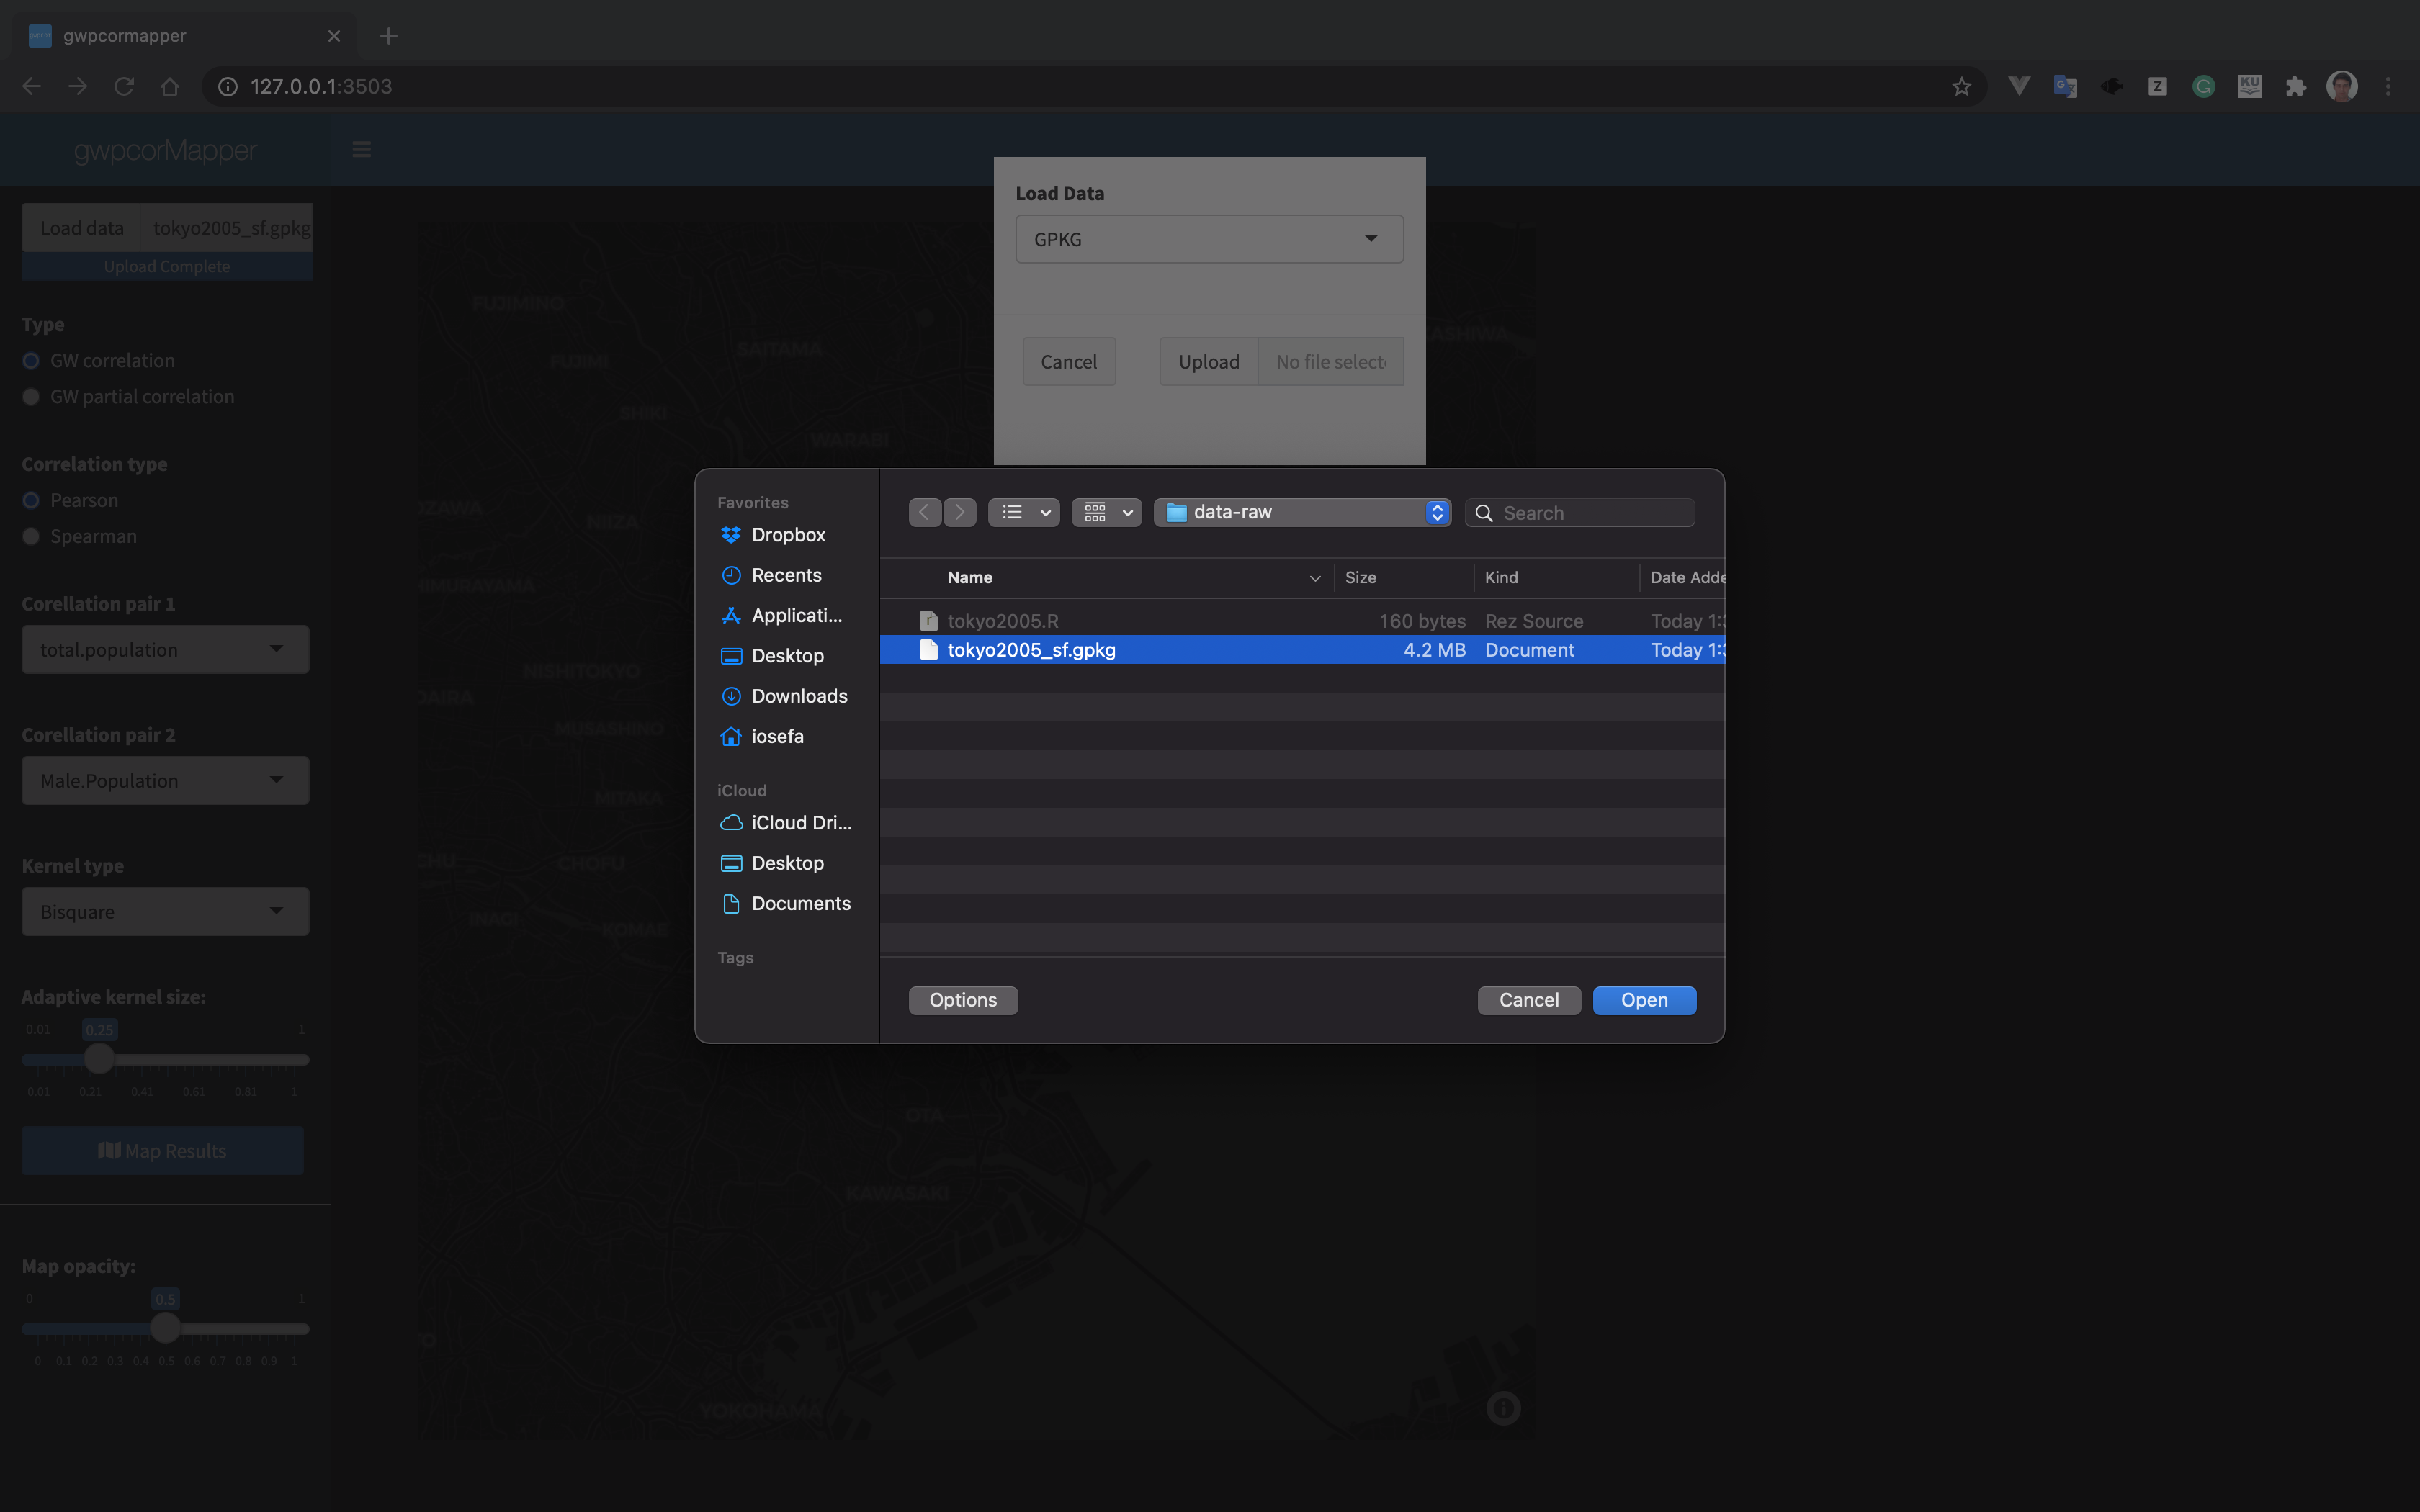 gwpcormapper
127.0.0.1:3503
gwpcorMapper
Load data tokyo2005_sf.gpkg
Upload Complete
Type
GW correlation
GW partial correlation
Correlation type
Pearson
Spearman
Corellation pair 1
total.population
Corellation pair 2
Male.Population
Kernel type
Bisquare
Adaptive kernel size:
0.01 0.25 1
0.01 0.21 0.41 0.61 0.81 1
Map Results
Map opacity:
0 0.5 1
0 0.1 0.2 0.3 0.4 0.5 0.6 0.7 0.8 0.9 1
Load Data
GPKG
Cancel Upload No file select
Favorites
Dropbox
Recents
Applicati...
Desktop
Downloads
iosefa
iCloud
iCloud Dri...
Desktop
Documents
Tags
data-raw
Search
Name Size Kind Date Adde
tokyo2005.R 160 bytes Rez Source Today 1:3
tokyo2005_sf.gpkg 4.2 MB Document Today 1:3
Options Cancel Open
FUJIMINO
FUJIMI
SAITAMA
KASHIWA
SHIKI
WARABI
OZAWA
NIIZA
HIMURAYAMA
NISHITOKYO
DAIRA
MUSASHINO
MITAKA
CHU
CHOFU
INAGI
KOMAE
OTA
KAWASAKI
YOKOHAMA